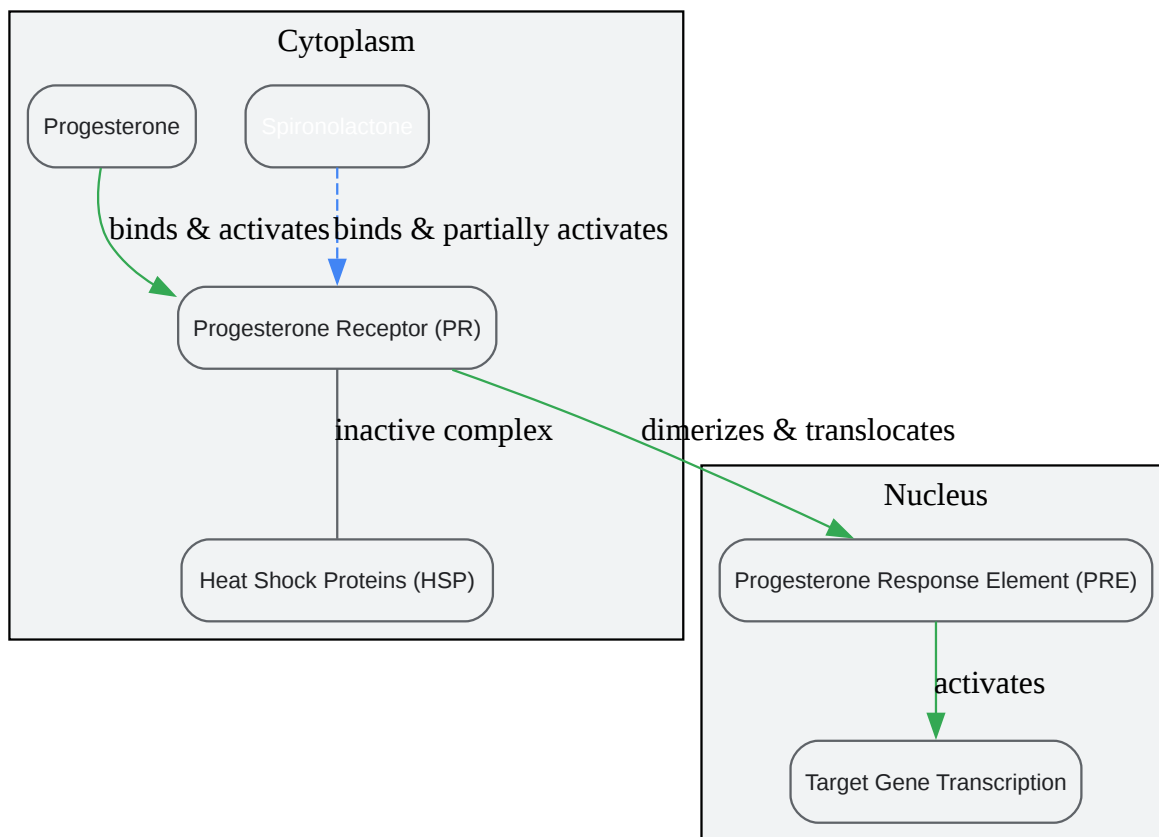 Cytoplasm
Progesterone
Spironolactone
binds & activates
binds & partially activates
Progesterone Receptor (PR)
inactive complex
dimerizes & translocates
Nucleus
Heat Shock Proteins (HSP)
Progesterone Response Element (PRE)
activates
Target Gene Transcription